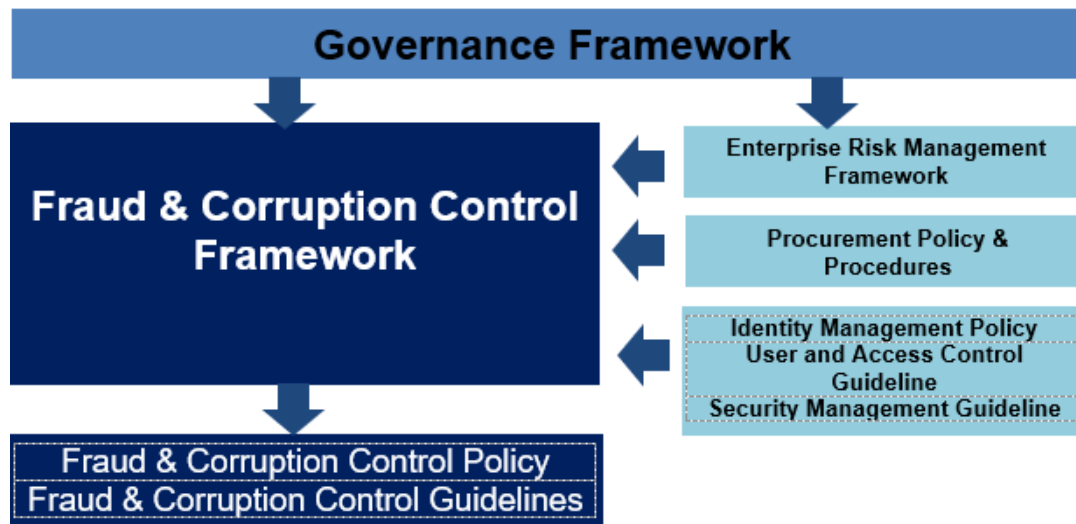 Governance Framework
Fraud & Corruption Control
Framework
Enterprise Risk Management
Framework
Procurement Policy &
Procedures
Identity Management Policy
User and Access Control
Guideline
Security Management Guideline
Fraud & Corruption Control Policy
Fraud & Corruption Control Guidelines